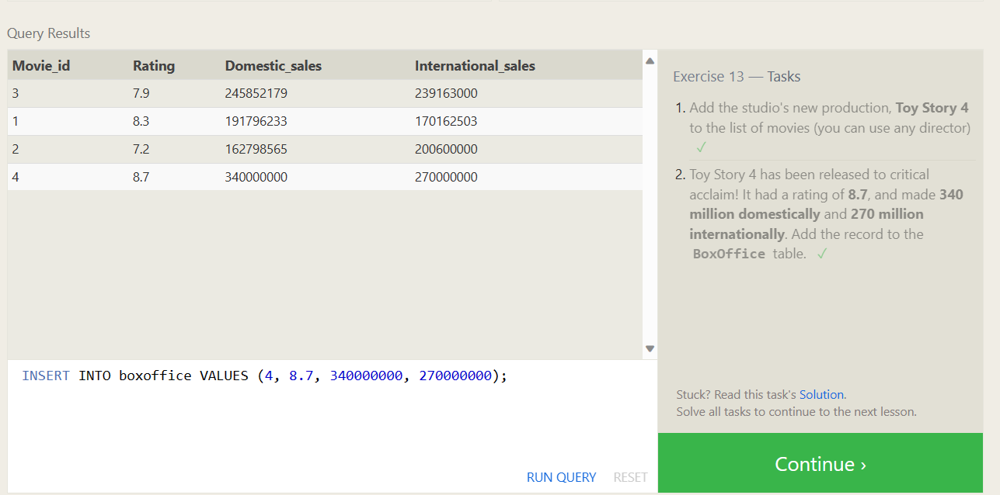 Query Results
Movie_id Rating Domestic_sales International_sales
3 7.9 245852179 239163000
1 8.3 191796233 170162503
2 7.2 162798565 200600000
4 8.7 340000000 270000000
INSERT INTO boxoffice VALUES (4, 8.7, 340000000, 270000000);
RUN QUERY RESET
Exercise 13 — Tasks
1. Add the studio's new production, Toy Story 4
to the list of movies (you can use any director)
✓
2. Toy Story 4 has been released to critical
acclaim! It had a rating of 8.7, and made 340
million domestically and 270 million
internationally. Add the record to the
BoxOffice table. ✓
Stuck? Read this task's Solution.
Solve all tasks to continue to the next lesson.
Continue ›